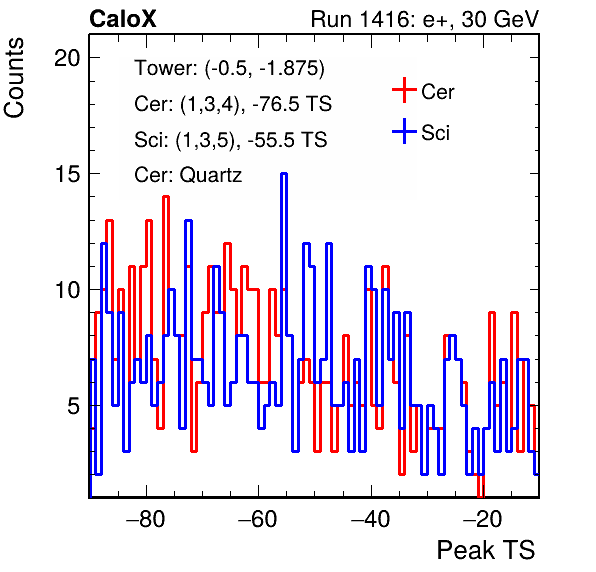 CaloX Run 1416: e+, 30 GeV
Counts
20
15
10
5
Tower: (-0.5, -1.875)
Cer: (1,3,4), -76.5 TS
Sci: (1,3,5), -55.5 TS
Cer: Quartz
Cer
Sci
−80 −60 −40 −20
Peak TS